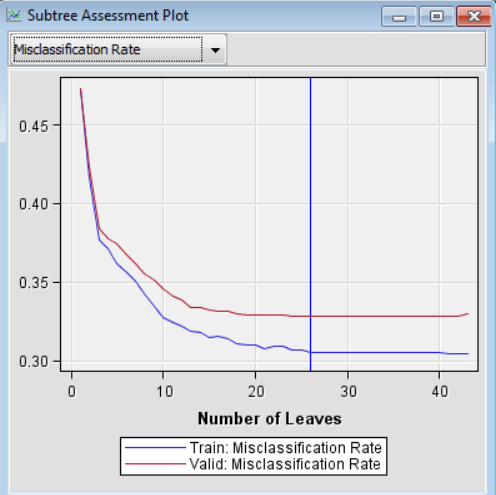 Subtree Assessment Plot
Misclassification Rate
0.45
0.40
0.35
0.30
0 10 20 30 40
Number of Leaves
Train: Misclassification Rate
Valid: Misclassification Rate